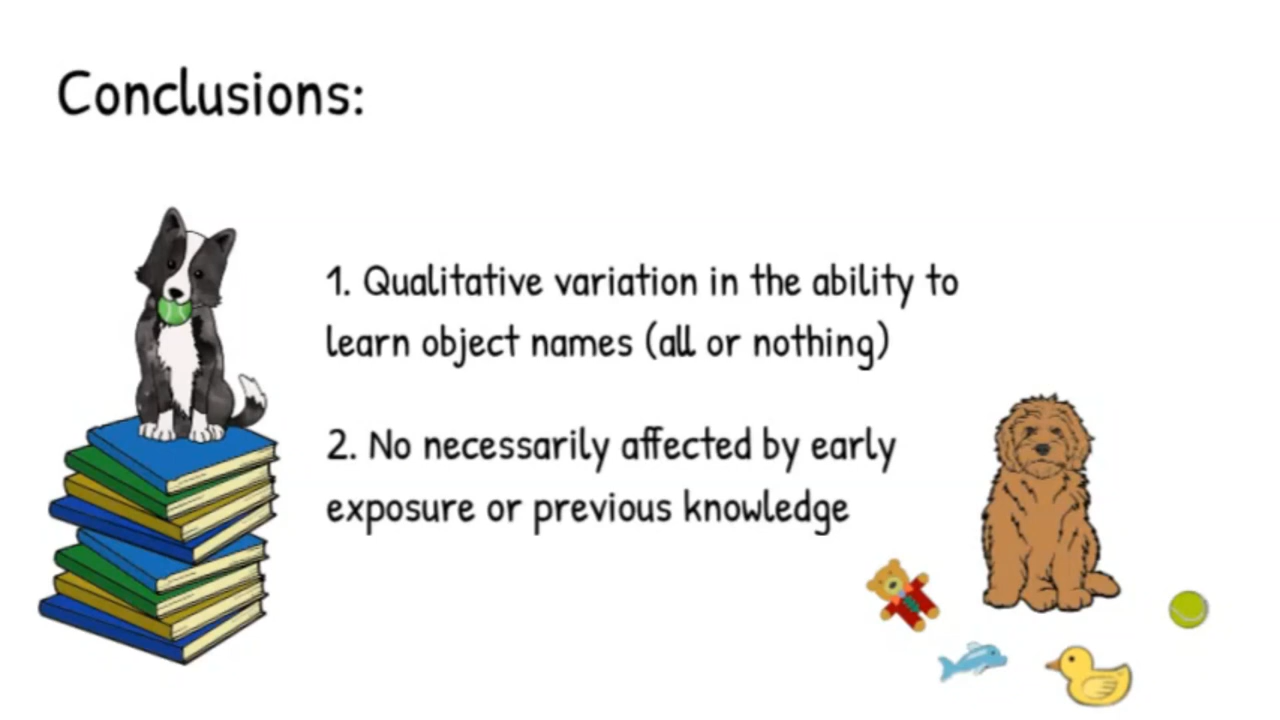 Conclusions:
1. Qualitative variation in the ability to
learn object names (all or nothing)
2. No necessarily affected by early
exposure or previous knowledge